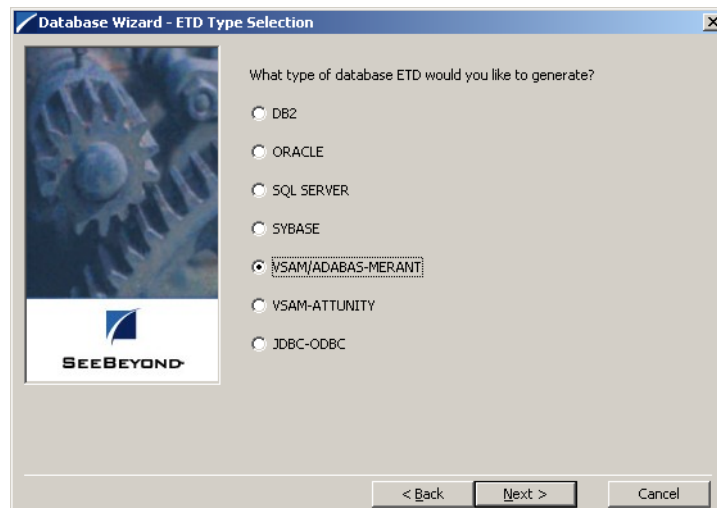 Database Wizard - ETD Type Selection
What type of database ETD would you like to generate?
DB2
ORACLE
SQL SERVER
SYBASE
VSAM/ADABAS-MERANT
VSAM-ATTUNITY
JDBC-ODBC
SEEBEYOND
< Back
Next >
Cancel